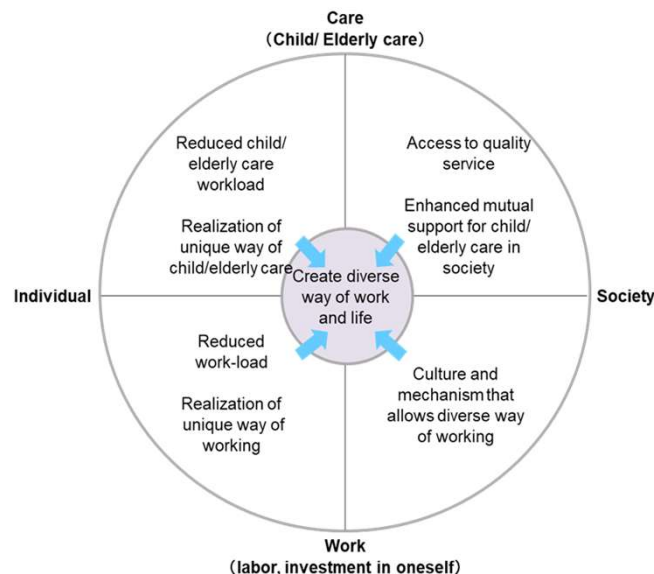 Care
（Child/ Elderly care）
Reduced child/
elderly care
workload
Realization of
unique way of
child/elderly care
Access to quality
service
Enhanced mutual
support for child/
elderly care in
society
Individual
Create diverse
way of work
and life
Society
Reduced
work-load
Realization of
unique way of
working
Culture and
mechanism that
allows diverse way
of working
Work
（labor, investment in oneself）